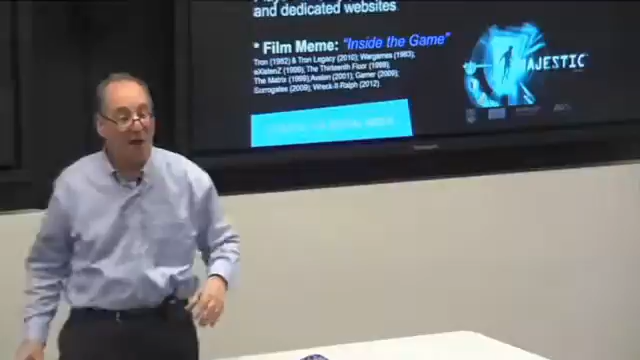 and dedicated websites
* Film Meme: "Inside the Game"
Tron (1982) & Tron Legacy (2010); Wargames (1983);
eXistenZ (1999); The Thirteenth Floor (1999);
The Matrix (1999); Avalon (2001); Gamer (2009);
Surrogates (2009); Wreck-It-Ralph (2012)
MAJESTIC